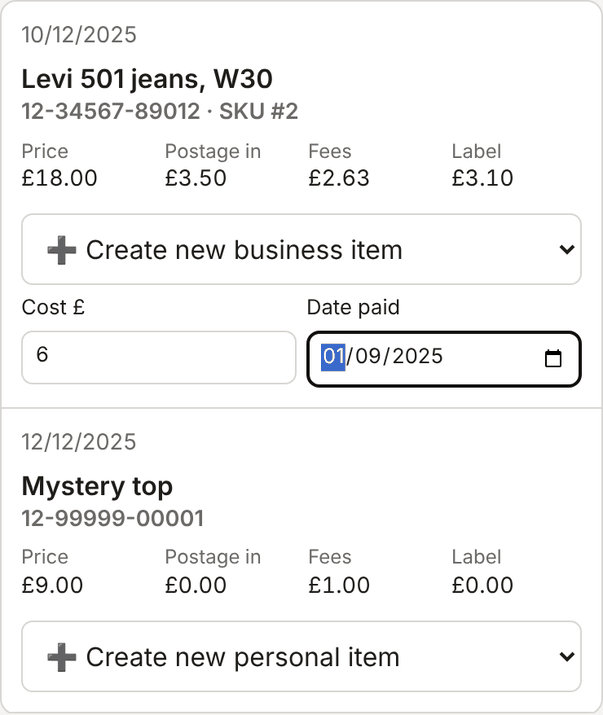 10/12/2025
Levi 501 jeans, W30
12-34567-89012 · SKU #2
Price Postage in Fees Label
£18.00 £3.50 £2.63 £3.10
➕ Create new business item
Cost £ Date paid
6 01/09/2025
12/12/2025
Mystery top
12-99999-00001
Price Postage in Fees Label
£9.00 £0.00 £1.00 £0.00
➕ Create new personal item